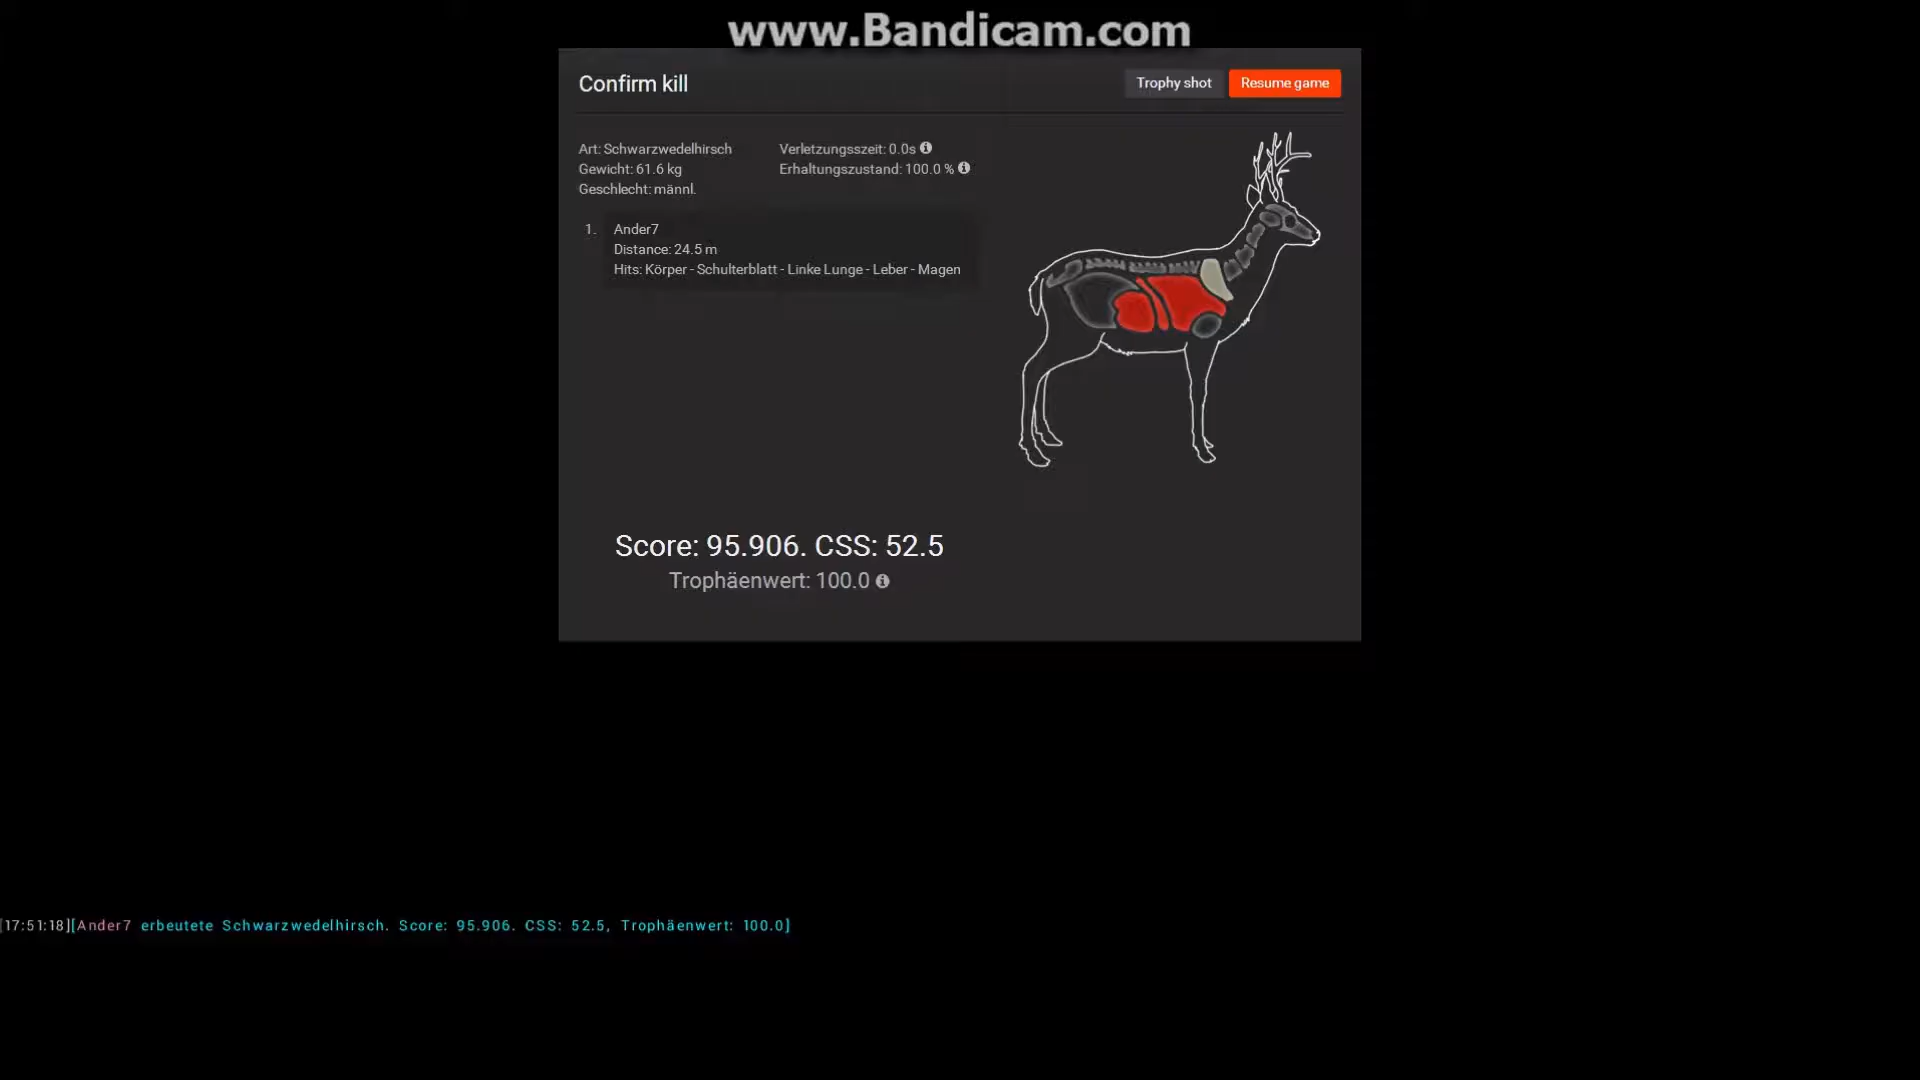 www.Bandicam.com
Confirm kill
Trophy shot
Resume game
Art: Schwarzwedelhirsch
Gewicht: 61.6 kg
Geschlecht: männl.
Verletzungsszeit: 0.0s
Erhaltungszustand: 100.0 %
1. Ander7
Distance: 24.5 m
Hits: Körper - Schulterblatt - Linke Lunge - Leber - Magen
Score: 95.906. CSS: 52.5
Trophäenwert: 100.0
[17:51:18][Ander7 erbeutete Schwarzwedelhirsch. Score: 95.906. CSS: 52.5, Trophäenwert: 100.0]